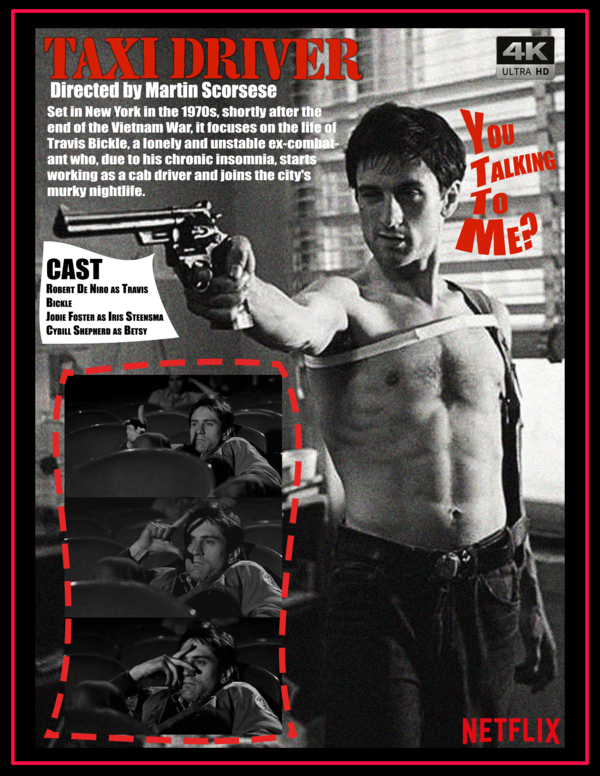 TAXI DRIVER
4K
ULTRA HD
Directed by Martin Scorsese
Set in New York in the 1970s, shortly after the
end of the Vietnam War, it focuses on the life of
Travis Bickle, a lonely and unstable ex-combat-
ant who, due to his chronic insomnia, starts
working as a cab driver and joins the city's
murky nightlife.
You
Talking
To
Me?
CAST
Robert De Niro as Travis
Bickle
Jodie Foster as Iris Steensma
Cybill Shepherd as Betsy
NETFLIX